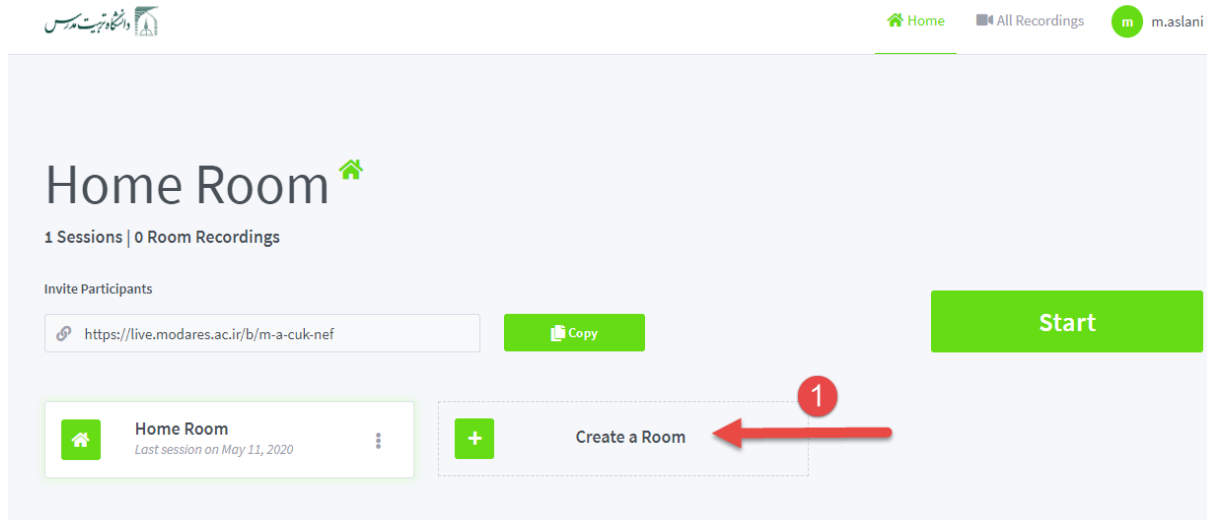 دانشگاه تربیت مدرس
Home
All Recordings
m
m.aslani
Home Room
1 Sessions | 0 Room Recordings
Invite Participants
https://live.modares.ac.ir/b/m-a-cuk-nef
Copy
Start
Home Room
Last session on May 11, 2020
+
Create a Room
1